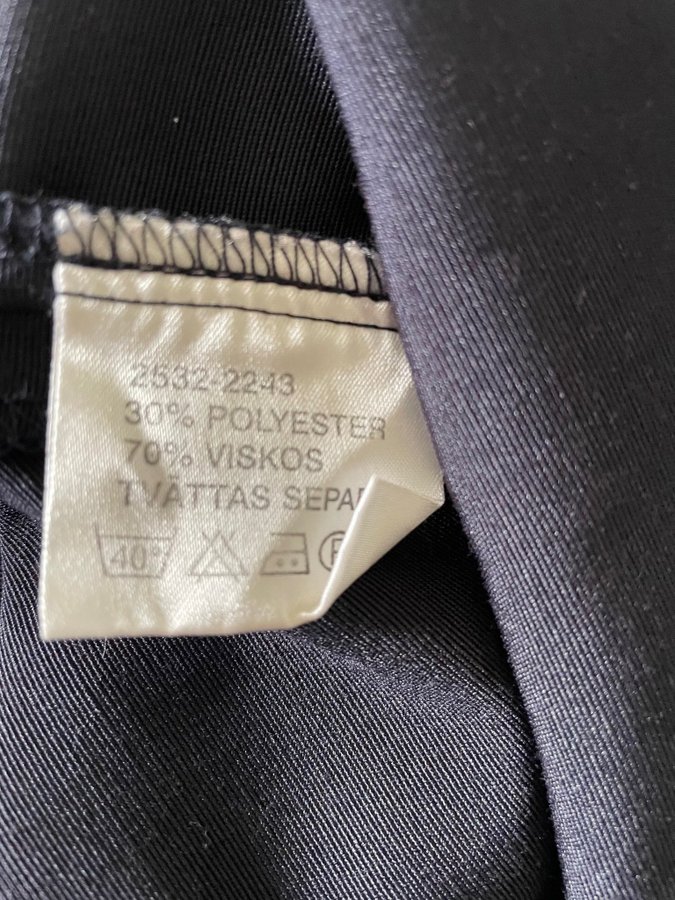 2532-2243
30% POLYESTER
70% VISKOS
TVÄTTAS
40°
P